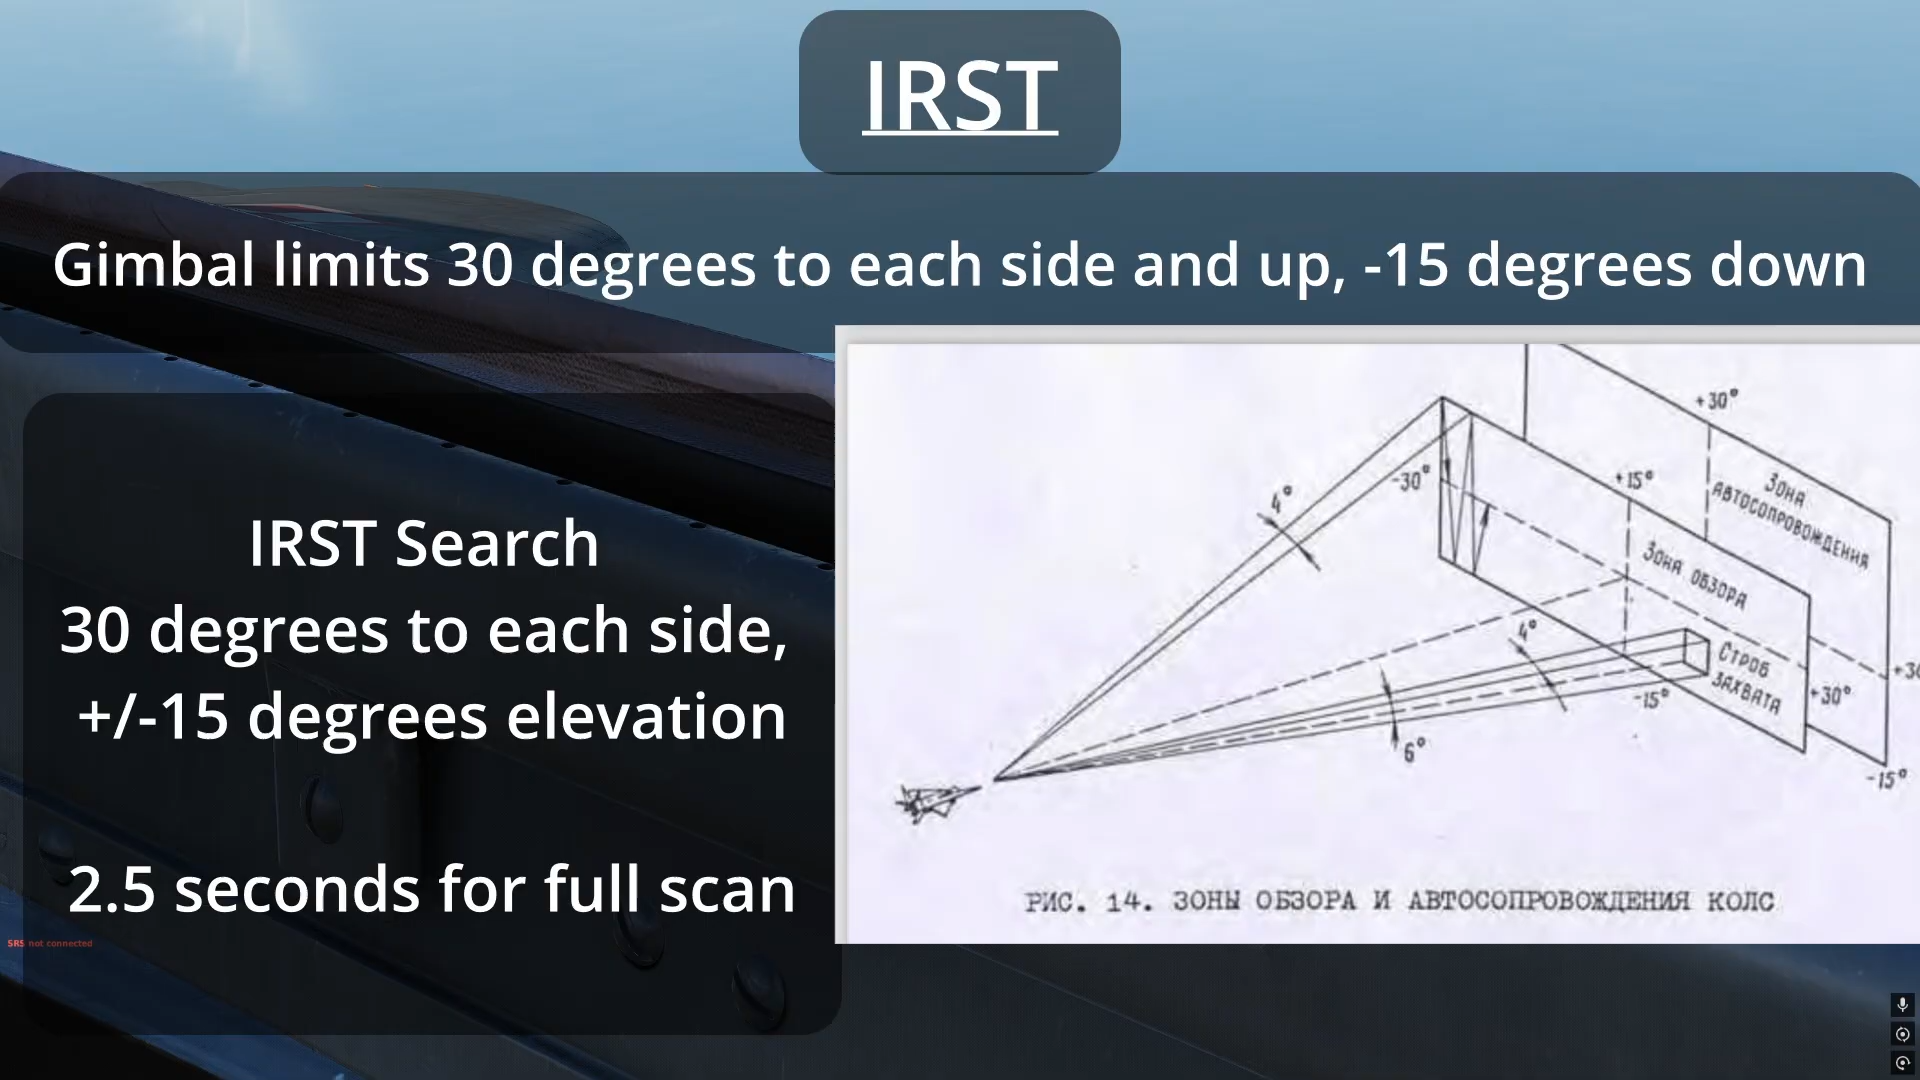 IRST
Gimbal limits 30 degrees to each side and up, -15 degrees down
IRST Search
30 degrees to each side,
+/-15 degrees elevation
2.5 seconds for full scan
SRS not connected
+30°
-30°
4°
+15°
ЗОНА
АВТОСОПРОВОЖДЕНИЯ
ЗОНА ОБЗОРА
4°
СТРОБ
ЗАХВАТА
+30
+30°
-15°
6°
-15°
РИС. 14. ЗОНЫ ОБЗОРА И АВТОСОПРОВОЖДЕНИЯ КОЛС